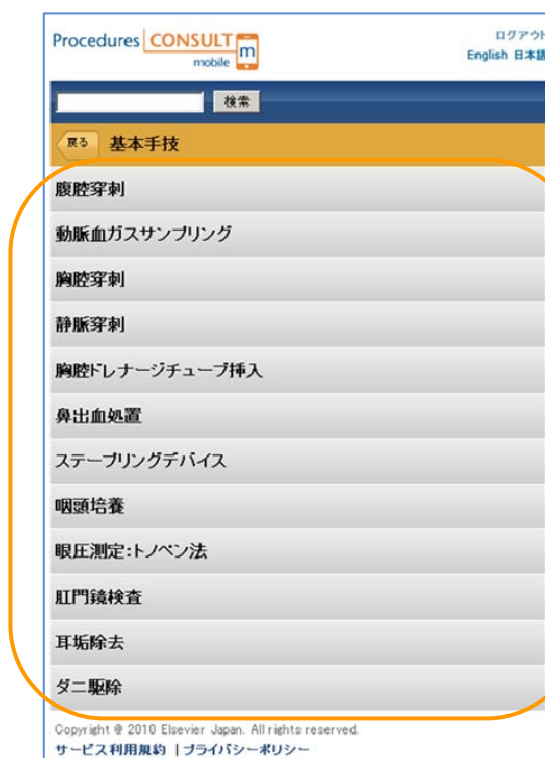 Procedures CONSULT m
mobile
ログアウト
English 日本語
検索
戻る 基本手技
腹腔穿刺
動脈血ガスサンプリング
胸腔穿刺
静脈穿刺
胸腔ドレナージチューブ挿入
鼻出血処置
ステープリングデバイス
咽頭培養
眼圧測定:トノペン法
肛門鏡検査
耳垢除去
ダニ駆除
Copyright © 2010 Elsevier Japan. All rights reserved.
サービス利用規約 | プライバシーポリシー